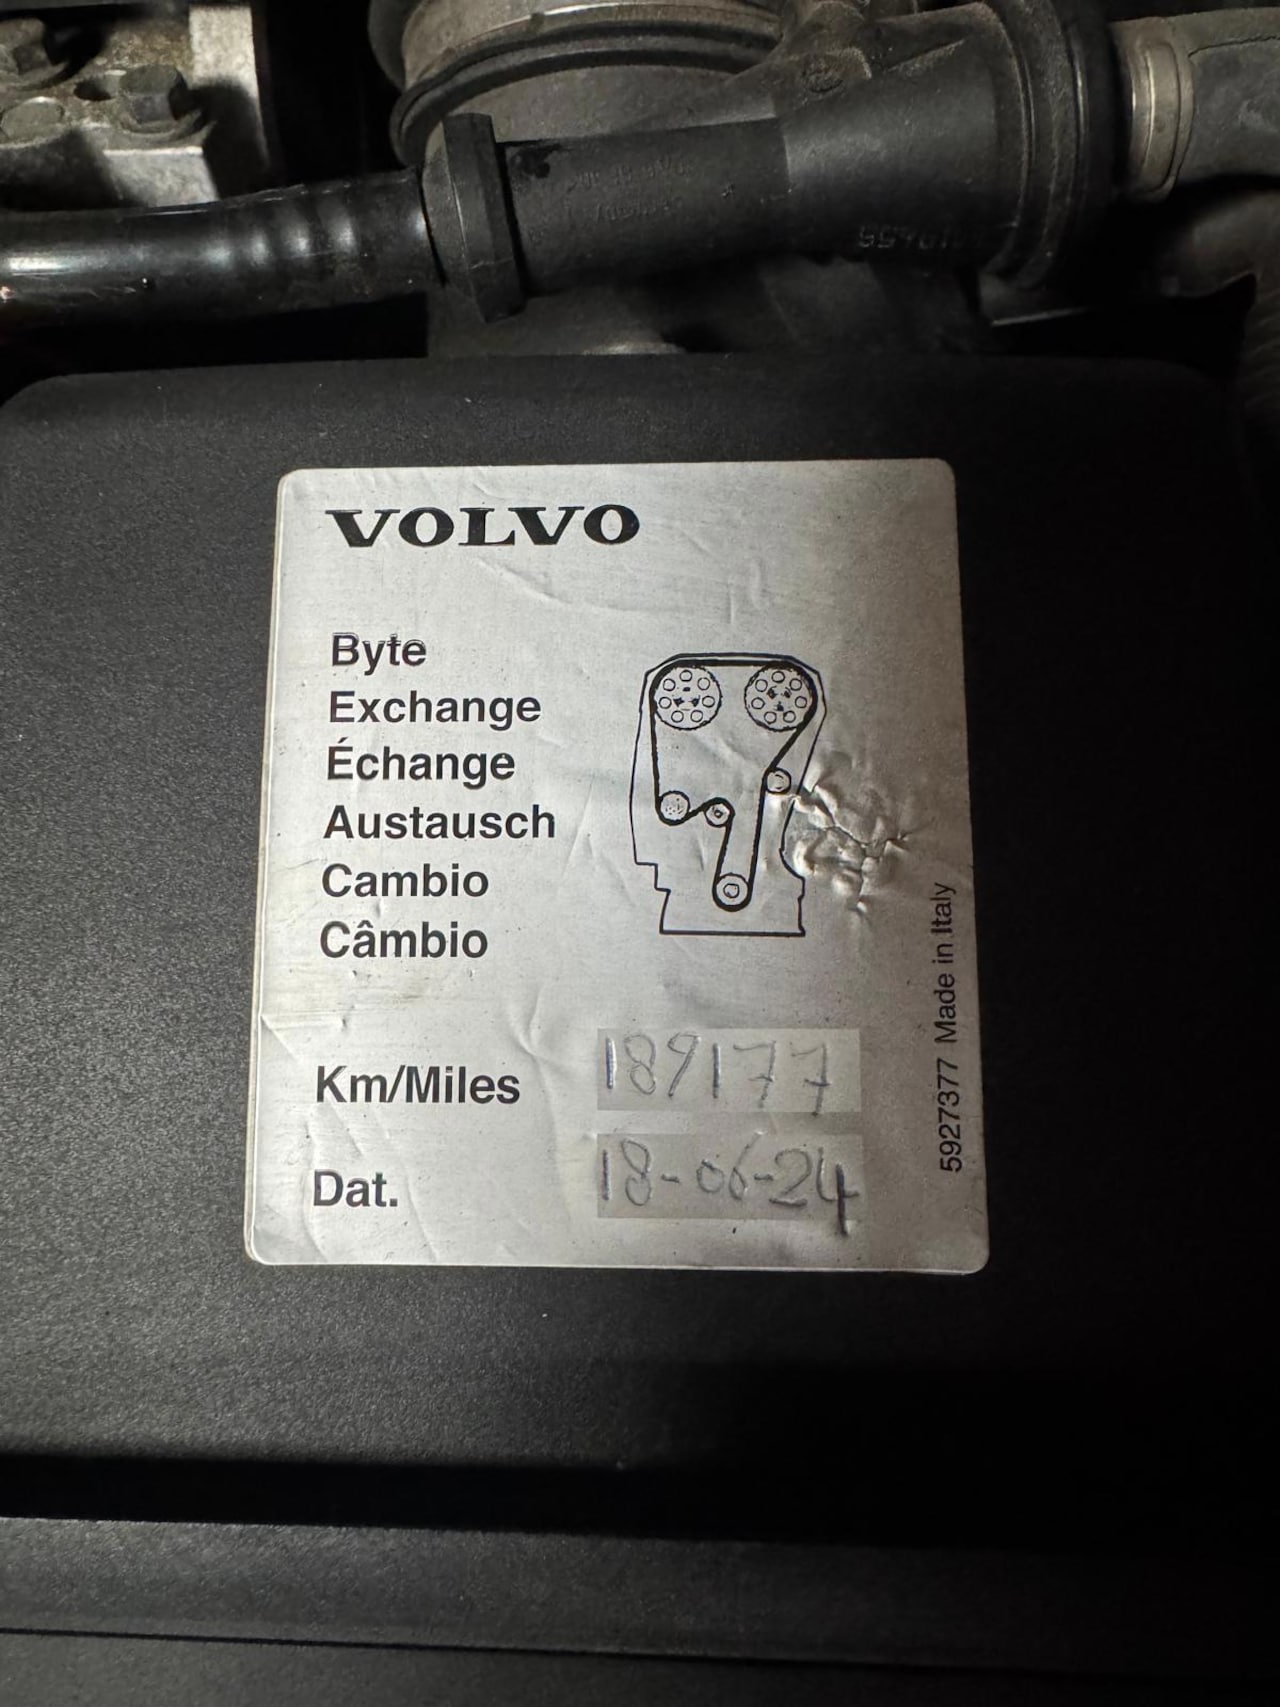 VOLVO
Byte
Exchange
Échange
Austausch
Cambio
Câmbio
Km/Miles 189177
Dat. 18-06-24
5927377 Made in Italy